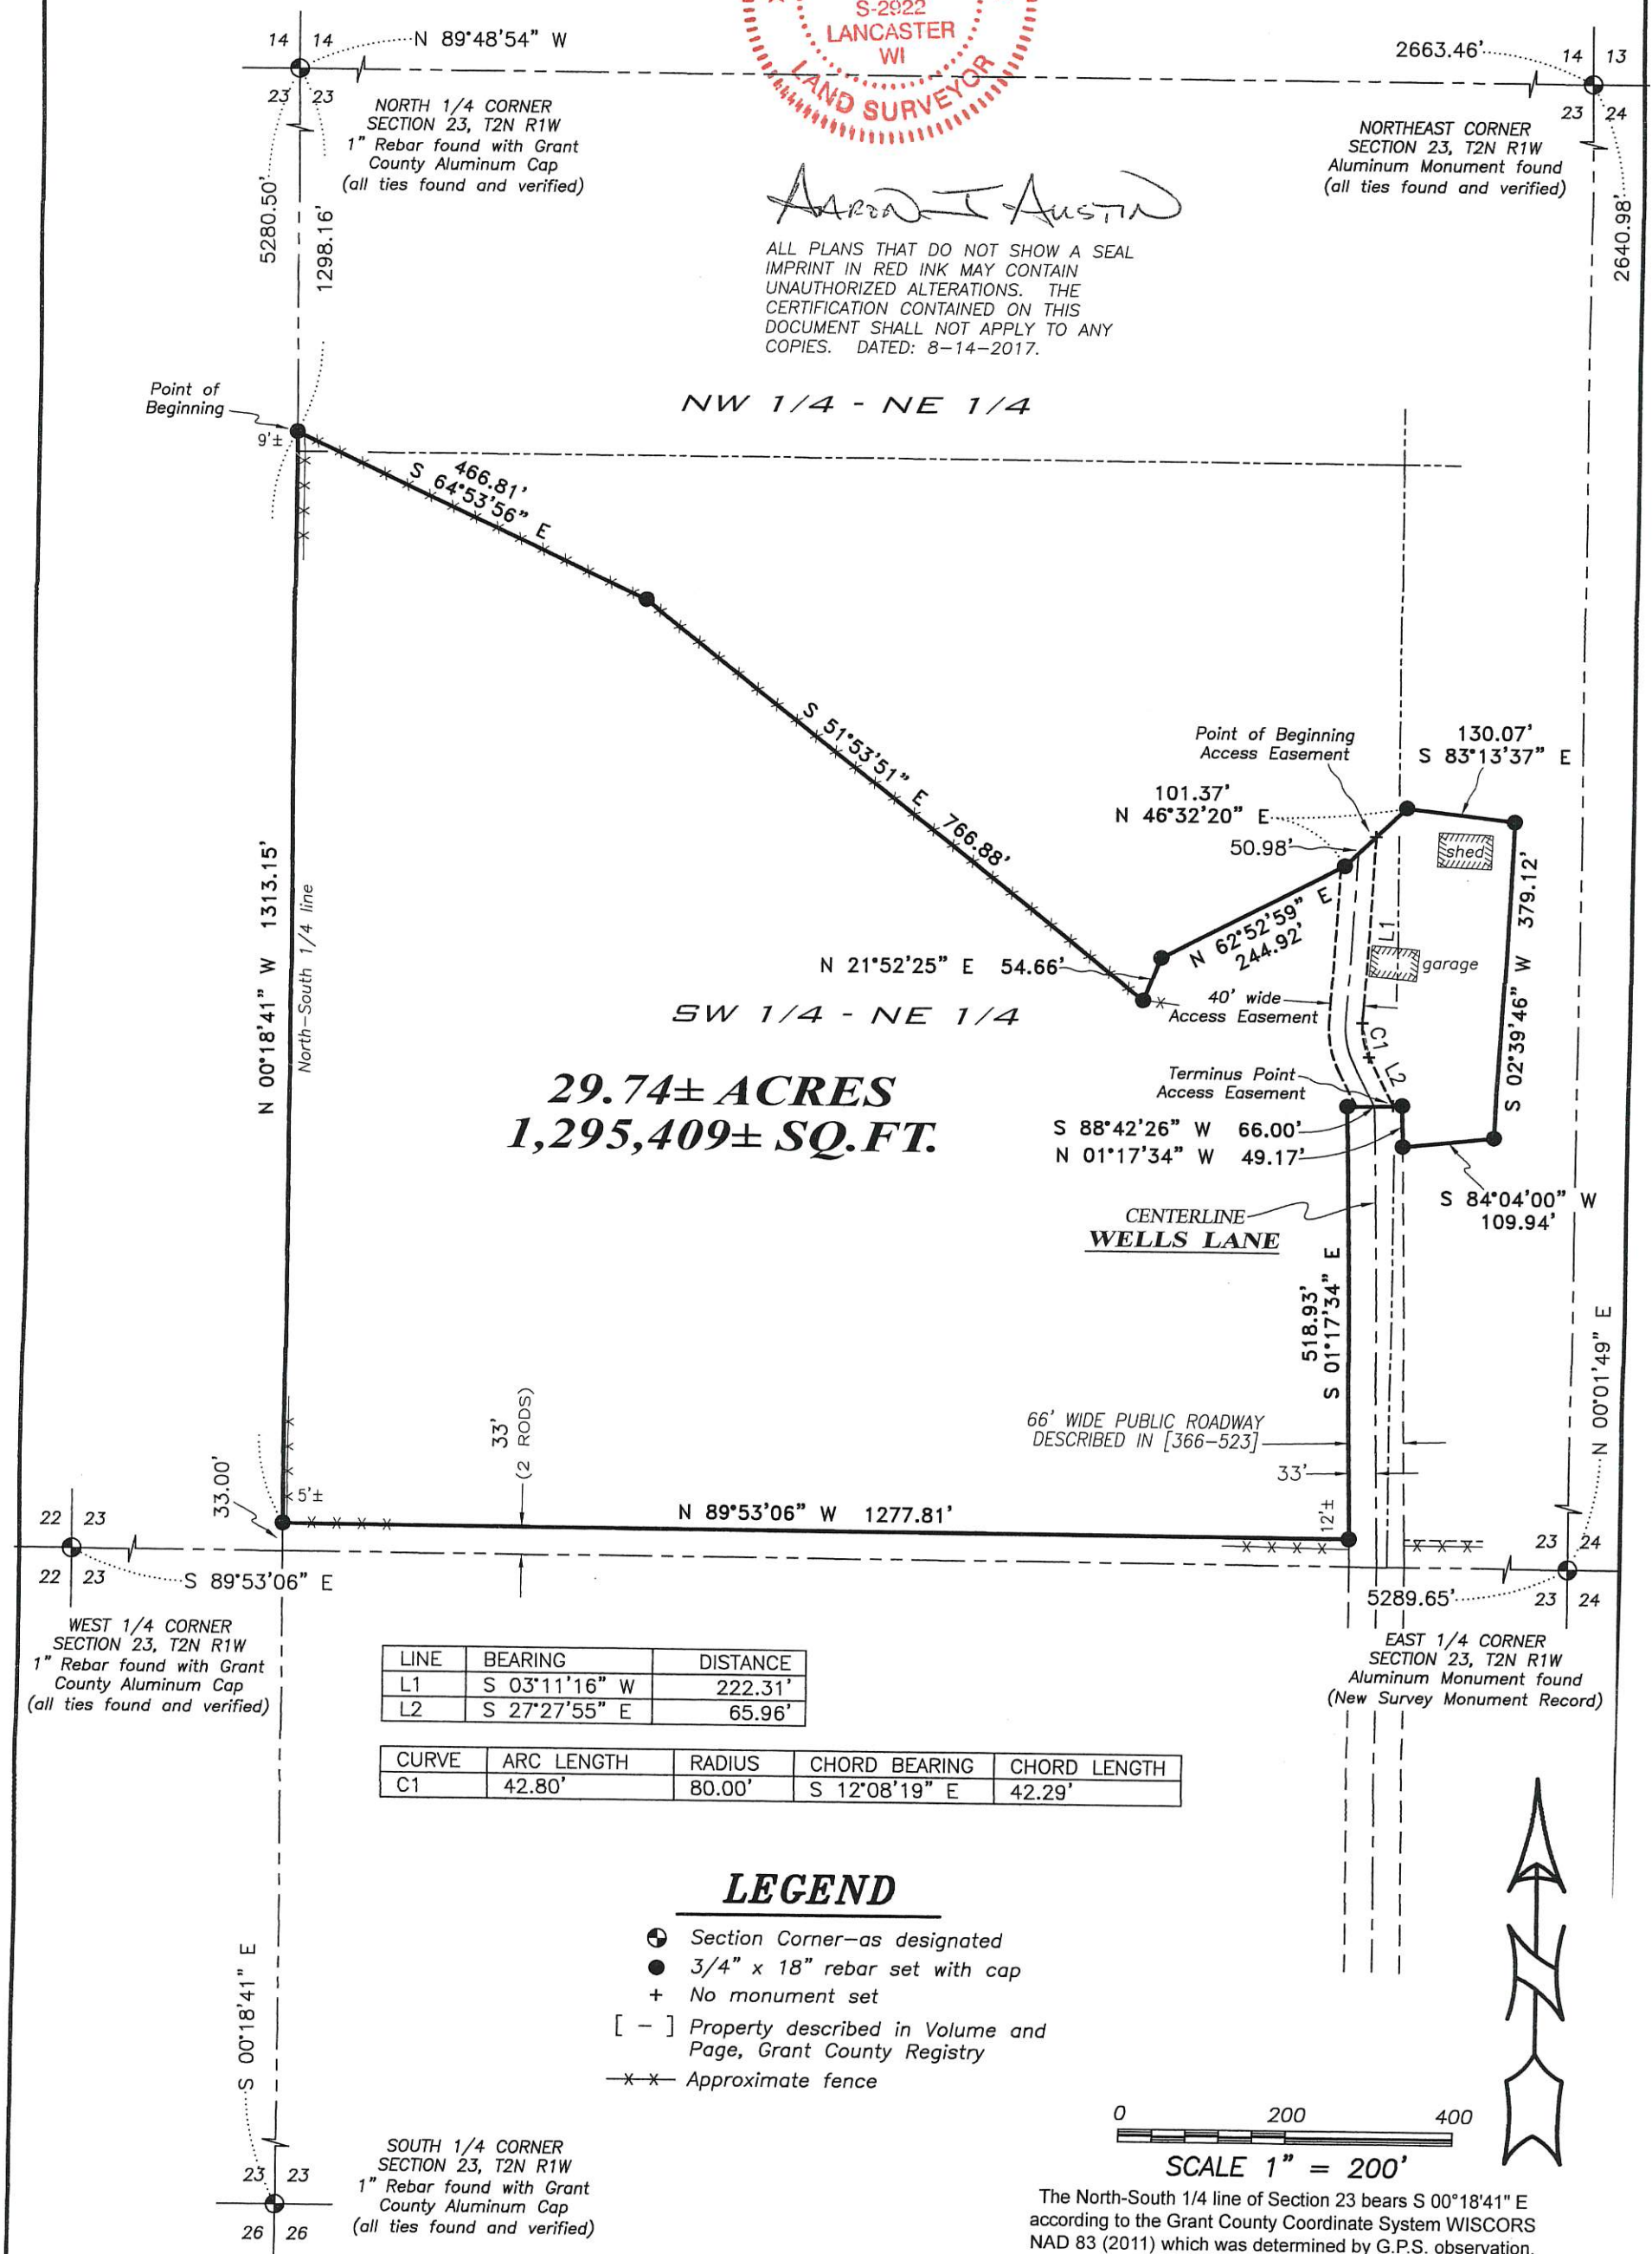 S-2922
LANCASTER
WI
LAND SURVEYOR
14 14
N 89°48'54" W
2663.46'
14 13
23 23
23 24
NORTH 1/4 CORNER
SECTION 23, T2N R1W
1" Rebar found with Grant
County Aluminum Cap
(all ties found and verified)
NORTHEAST CORNER
SECTION 23, T2N R1W
Aluminum Monument found
(all ties found and verified)
5280.50'
1298.16'
2640.98'
AARON J AUSTIN
ALL PLANS THAT DO NOT SHOW A SEAL
IMPRINT IN RED INK MAY CONTAIN
UNAUTHORIZED ALTERATIONS. THE
CERTIFICATION CONTAINED ON THIS
DOCUMENT SHALL NOT APPLY TO ANY
COPIES. DATED: 8-14-2017.
Point of
Beginning
NW 1/4 - NE 1/4
9'±
466.81'
S 64°53'56" E
S 51°53'51" E 766.88'
Point of Beginning
Access Easement
130.07'
S 83°13'37" E
101.37'
N 46°32'20" E
50.98'
shed
N 00°18'41" W 1313.15'
North-South 1/4 line
N 62°52'59" E
244.92'
L1
garage
S 02°39'46" W 379.12'
N 21°52'25" E 54.66'
40' wide
Access Easement
SW 1/4 - NE 1/4
C1
L2
Terminus Point
Access Easement
29.74± ACRES
1,295,409± SQ.FT.
S 88°42'26" W 66.00'
N 01°17'34" W 49.17'
S 84°04'00" W
109.94'
CENTERLINE
WELLS LANE
518.93'
S 01°17'34" E
N 00°01'49" E
33'
(2 RODS)
66' WIDE PUBLIC ROADWAY
DESCRIBED IN [366-523]
33'
33.00'
5'±
12'±
N 89°53'06" W 1277.81'
22 23
23 24
22 23
S 89°53'06" E
5289.65'
23 24
WEST 1/4 CORNER
SECTION 23, T2N R1W
1" Rebar found with Grant
County Aluminum Cap
(all ties found and verified)
EAST 1/4 CORNER
SECTION 23, T2N R1W
Aluminum Monument found
(New Survey Monument Record)
LINE BEARING DISTANCE
L1 S 03°11'16" W 222.31'
L2 S 27°27'55" E 65.96'
CURVE ARC LENGTH RADIUS CHORD BEARING CHORD LENGTH
C1 42.80' 80.00' S 12°08'19" E 42.29'
LEGEND
Section Corner-as designated
3/4" x 18" rebar set with cap
+ No monument set
[ - ] Property described in Volume and
Page, Grant County Registry
x x Approximate fence
S 00°18'41" E
N
0 200 400
SCALE 1" = 200'
SOUTH 1/4 CORNER
SECTION 23, T2N R1W
1" Rebar found with Grant
County Aluminum Cap
(all ties found and verified)
23 23
26 26
The North-South 1/4 line of Section 23 bears S 00°18'41" E
according to the Grant County Coordinate System WISCORS
NAD 83 (2011) which was determined by G.P.S. observation.